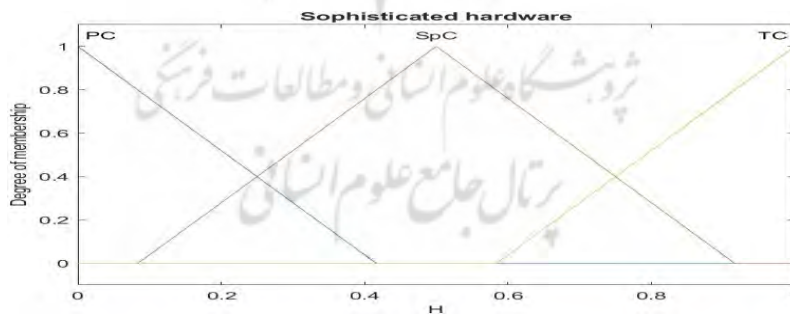 Sophisticated hardware
PC SpC TC
1
0.8
0.6
0.4
0.2
0
Degree of membership
0 0.2 0.4 0.6 0.8
H
پژوهشگاه علوم انسانی و مطالعات فرهنگی
پرتال جامع علوم انسانی